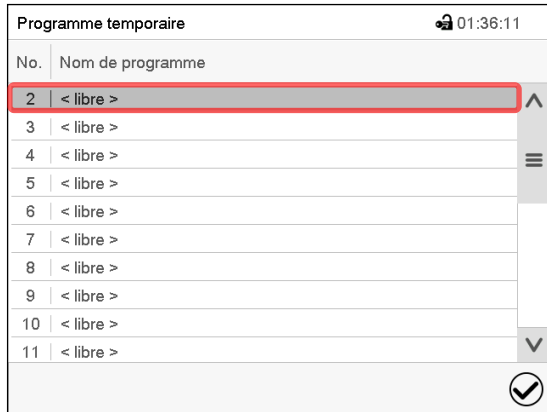 Programme temporaire 01:36:11
No. Nom de programme
2 < libre >
3 < libre >
4 < libre >
5 < libre >
6 < libre >
7 < libre >
8 < libre >
9 < libre >
10 < libre >
11 < libre >